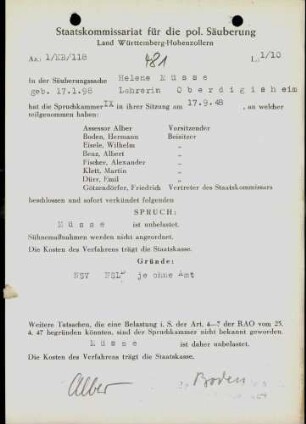 Staatskommissariat für die pol. Säuberung
Land Württemberg-Hohenzollern
Az.: 1/KB/118 481 L 1/10
In der Säuberungssache Helene Müsse
geb. 17.1.98 Lehrerin Oberdigisheim
hat die Spruchkammer IX in ihrer Sitzung am 17.9.48, an welcher
teilgenommen haben:
Assessor Alber Vorsitzender
Boden, Hermann Beisitzer
Eisele, Wilhelm "
Benz, Albert "
Fischer, Alexander "
Klett, Martin "
Däer, Emil "
Götzendörfer, Friedrich Vertreter des Staatskommissars
beschlossen und sofort verkündet folgenden
SPRUCH:
Müsse ist unbelastet.
Sühnemaßnahmen werden nicht angeordnet.
Die Kosten des Verfahrens trägt die Staatskasse.
Gründe:
NSV NSL je ohne Amt
Weitere Tatsachen, die eine Belastung i. S. der Art. 4–7 der RAO vom 25.
4. 47 begründen könnten, sind der Spruchkammer nicht bekannt geworden.
Müsse ist daher unbelastet.
Die Kosten des Verfahrens trägt die Staatskasse.
Alber Boden